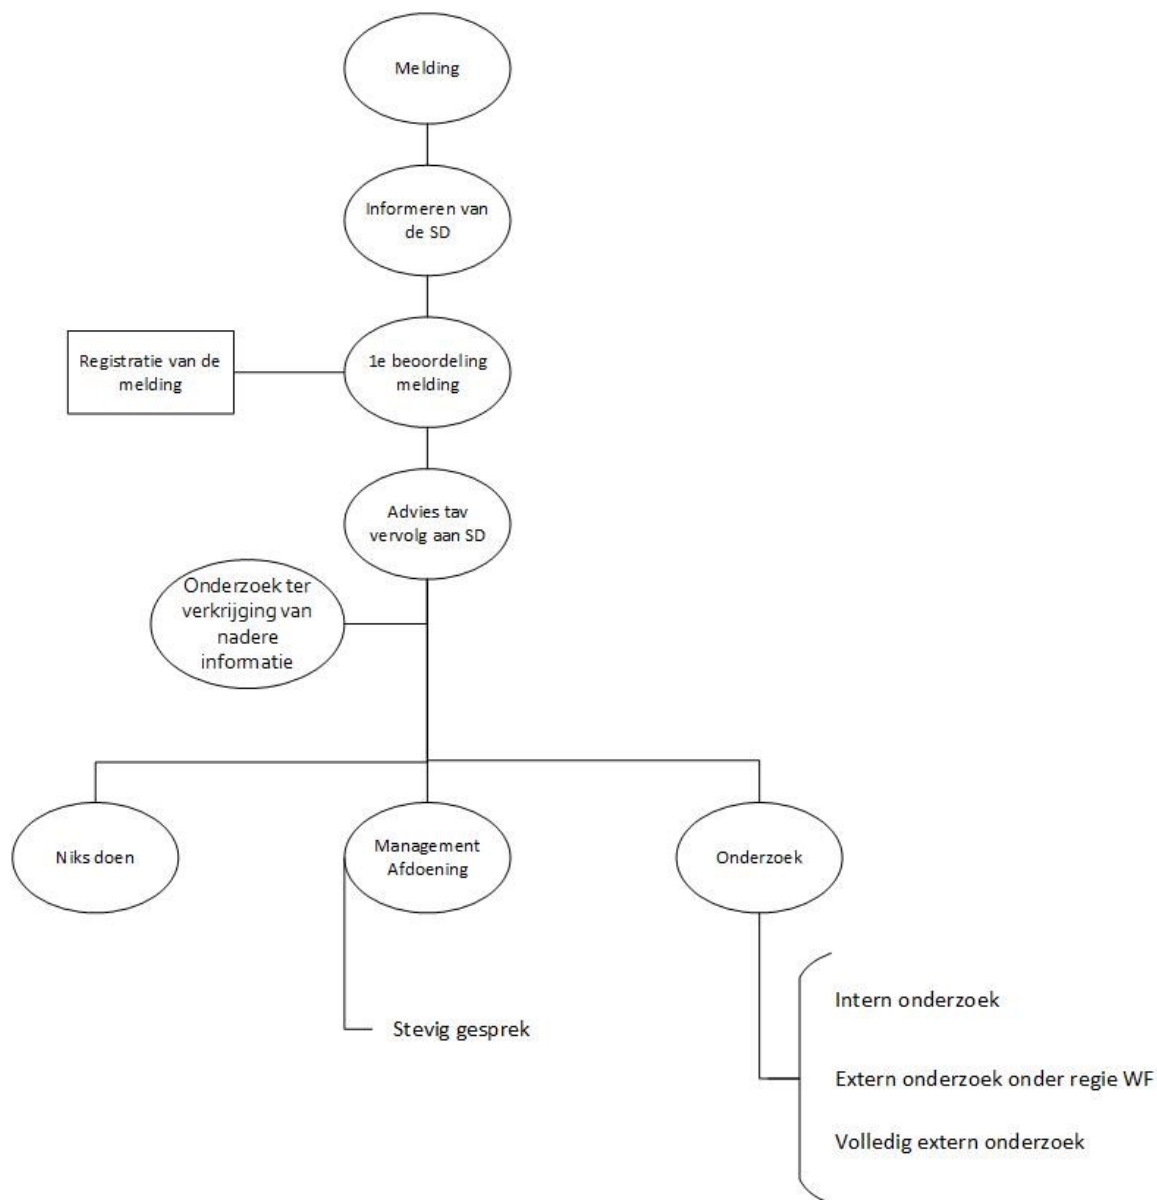 Melding
Informeren van
de SD
Registratie van de
melding
1e beoordeling
melding
Advies tav
vervolg aan SD
Onderzoek ter
verkrijging van
nadere
informatie
Niks doen
Management
Afdoening
Onderzoek
Stevig gesprek
Intern onderzoek
Extern onderzoek onder regie WF
Volledig extern onderzoek